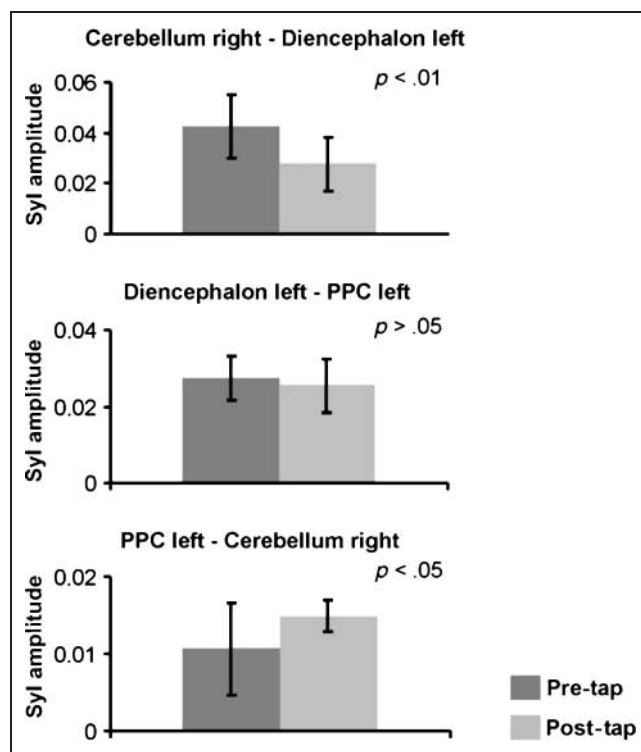 Cerebellum right - Diencephalon left
p < .01
Syl amplitude
0.06
0.04
0.02
0
Diencephalon left - PPC left
p > .05
Syl amplitude
0.04
0.02
0
PPC left - Cerebellum right
p < .05
Syl amplitude
0.02
0.01
0
Pre-tap
Post-tap